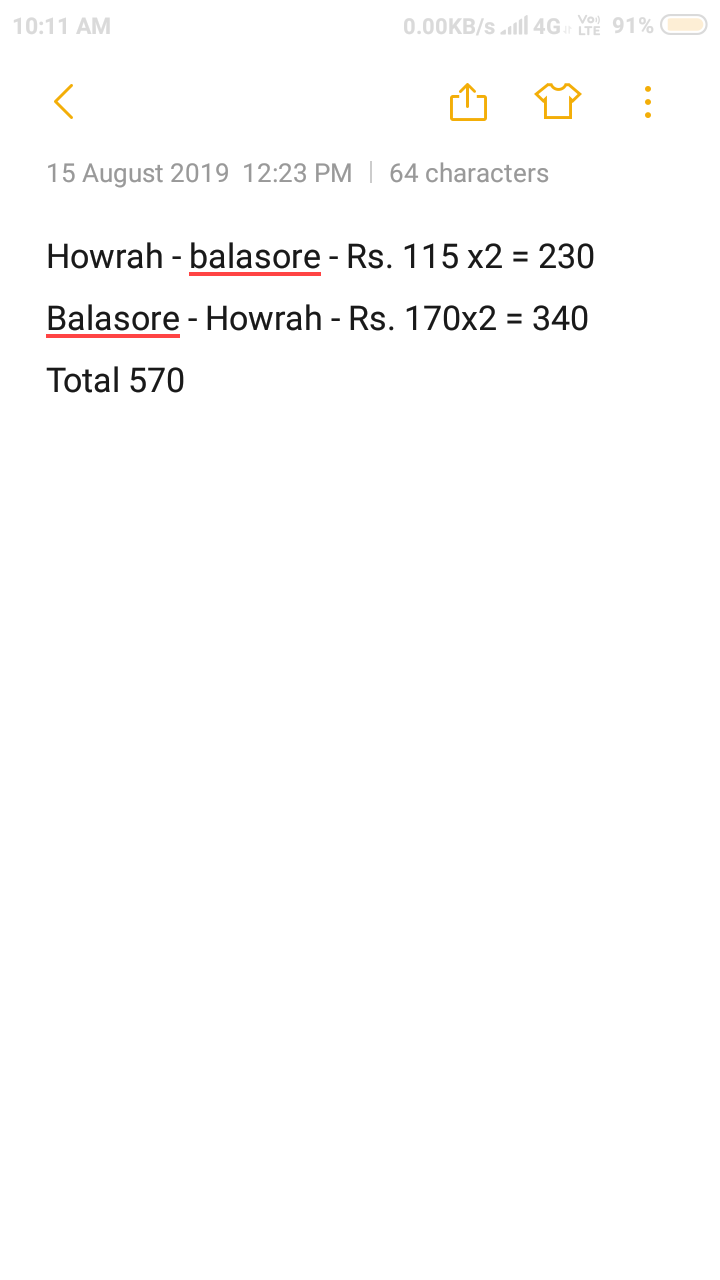 10:11 AM 0.00KB/s 4G Vo) LTE 91%
15 August 2019 12:23 PM | 64 characters
Howrah - balasore - Rs. 115 x2 = 230
Balasore - Howrah - Rs. 170x2 = 340
Total 570